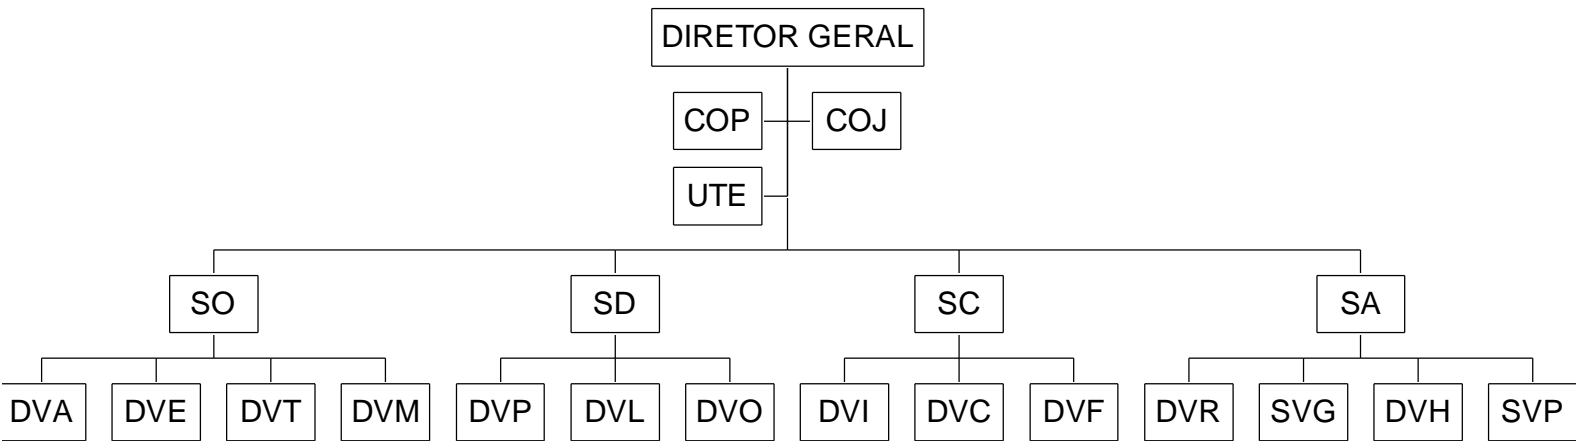 DIRETOR GERAL
COP COJ
UTE
SO SD SC SA
DVA DVE DVT DVM DVP DVL DVO DVI DVC DVF DVR SVG DVH SVP